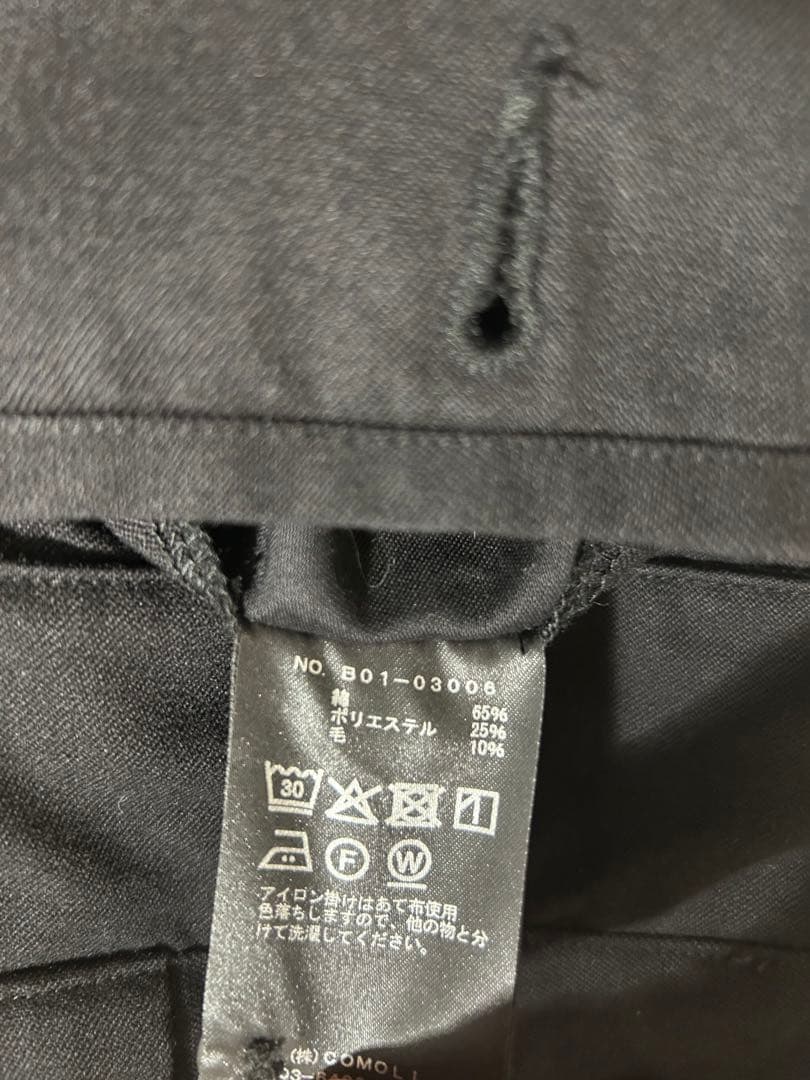 NO. B01-03006
綿 65%
ポリエステル 25%
毛 10%
30
F W
アイロン掛けはあて布使用
色落ちしますので、他の物と分
けて洗濯してください。
(株)COMOLI
03-